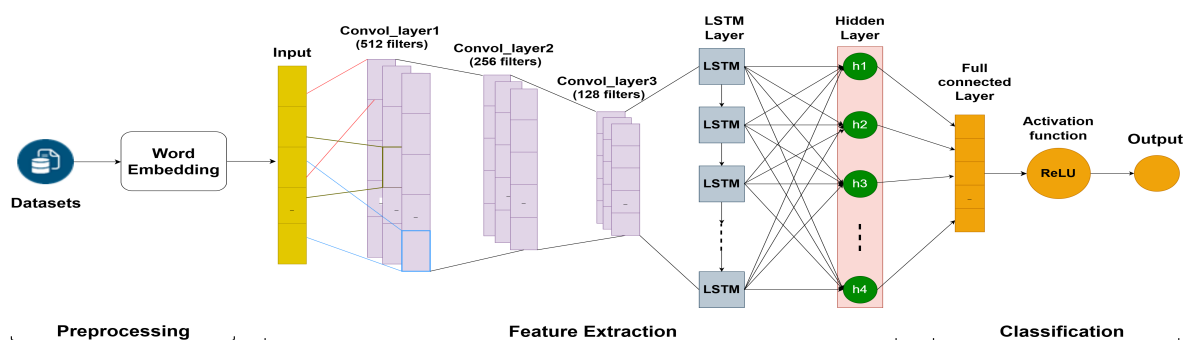 Datasets
Word
Embedding
Input
Convol_layer1
(512 filters)
Convol_layer2
(256 filters)
Convol_layer3
(128 filters)
LSTM
Layer
LSTM
LSTM
LSTM
LSTM
Hidden
Layer
h1
h2
h3
h4
Full
connected
Layer
Activation
function
ReLU
Output
Preprocessing
Feature Extraction
Classification